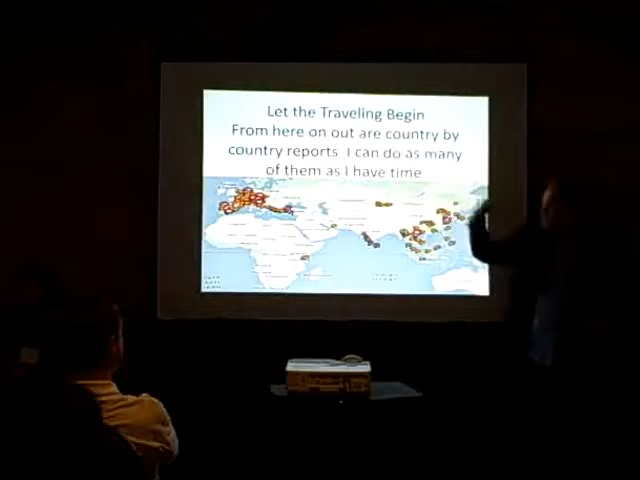 Let the Traveling Begin
From here on out are country by
country reports. I can do as many
of them as I have time